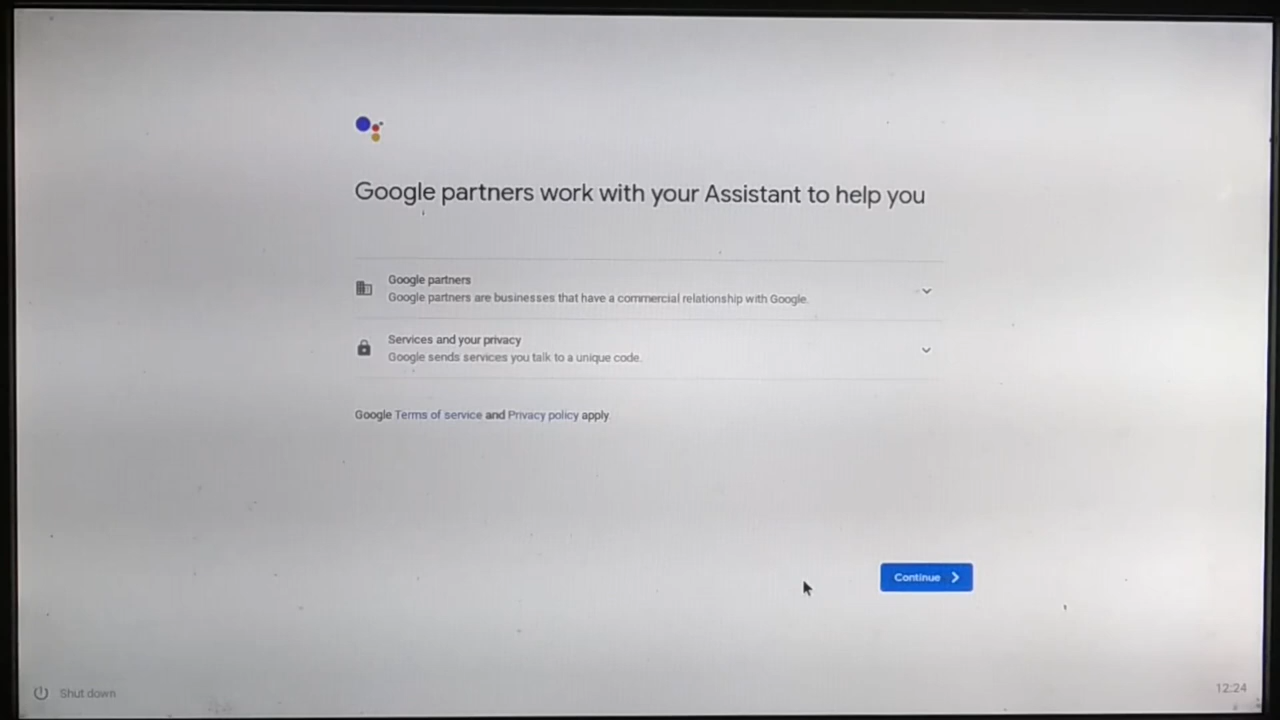 Google partners work with your Assistant to help you
Google partners
Google partners are businesses that have a commercial relationship with Google.
Services and your privacy
Google sends services you talk to a unique code.
Google Terms of service and Privacy policy apply.
Continue
Shut down
12:24